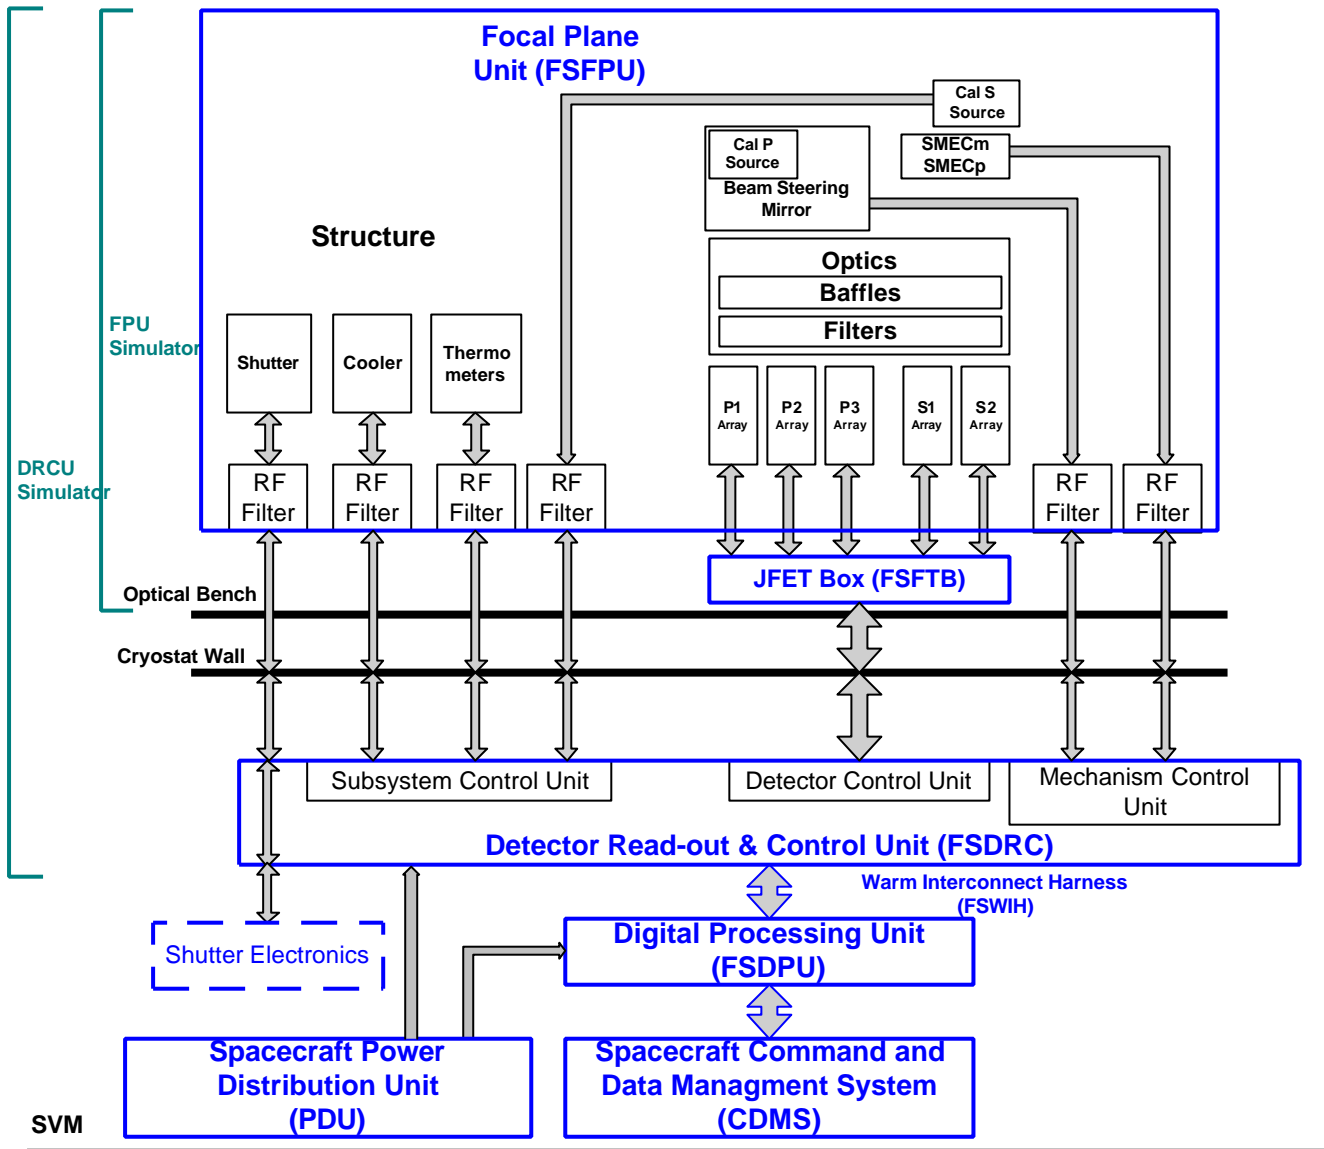 Focal Plane
Unit (FSFPU)
Cal S
Source
Cal P
Source
Beam Steering
Mirror
SMECm
SMECp
Structure
Optics
Baffles
Filters
FPU
Simulator
Shutter
Cooler
Thermo
meters
P1
Array
P2
Array
P3
Array
S1
Array
S2
Array
DRCU
Simulator
RF
Filter
RF
Filter
RF
Filter
RF
Filter
RF
Filter
RF
Filter
JFET Box (FSFTB)
Optical Bench
Cryostat Wall
Subsystem Control Unit
Detector Control Unit
Mechanism Control
Unit
Detector Read-out & Control Unit (FSDRC)
Warm Interconnect Harness
(FSWIH)
Shutter Electronics
Digital Processing Unit
(FSDPU)
Spacecraft Power
Distribution Unit
(PDU)
Spacecraft Command and
Data Managment System
(CDMS)
SVM